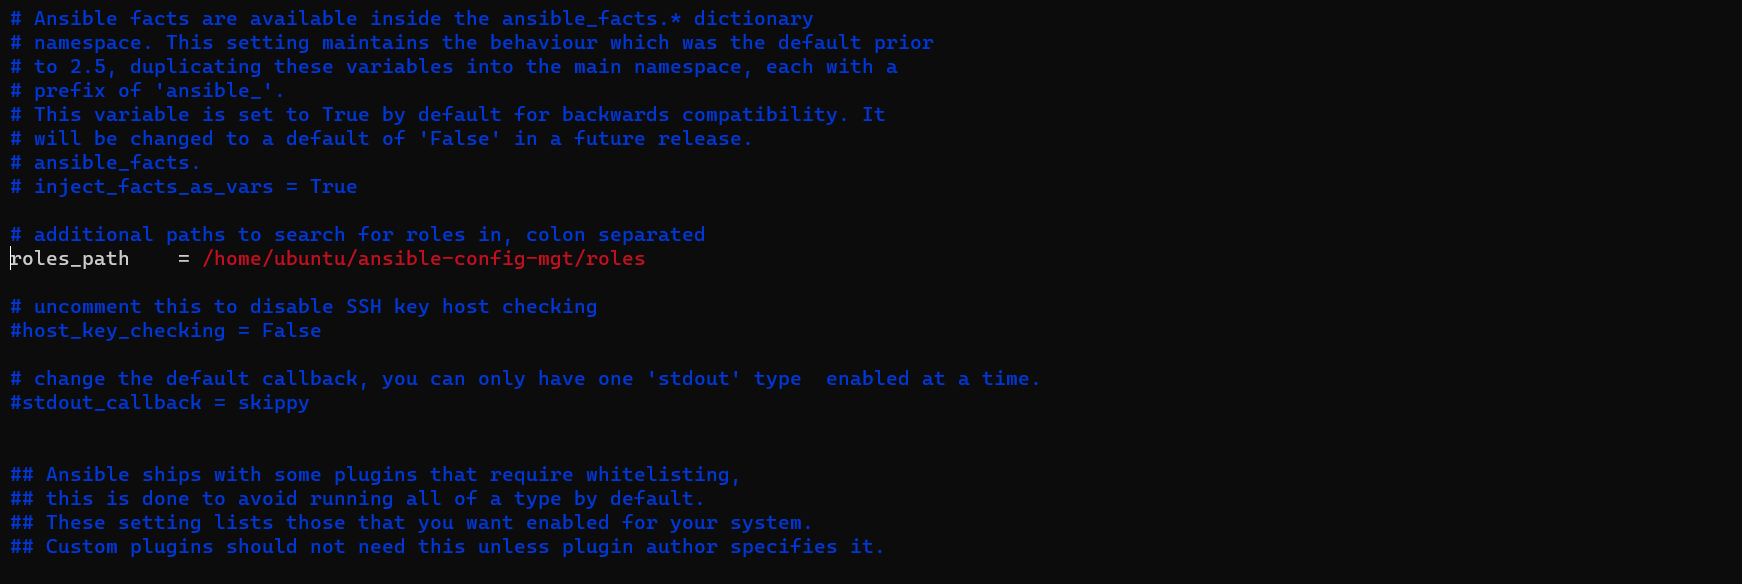 # Ansible facts are available inside the ansible_facts.* dictionary
# namespace. This setting maintains the behaviour which was the default prior
# to 2.5, duplicating these variables into the main namespace, each with a
# prefix of 'ansible_'.
# This variable is set to True by default for backwards compatibility. It
# will be changed to a default of 'False' in a future release.
# ansible_facts.
# inject_facts_as_vars = True
# additional paths to search for roles in, colon separated
roles_path    = /home/ubuntu/ansible-config-mgt/roles
# uncomment this to disable SSH key host checking
#host_key_checking = False
# change the default callback, you can only have one 'stdout' type  enabled at a time.
#stdout_callback = skippy
## Ansible ships with some plugins that require whitelisting,
## this is done to avoid running all of a type by default.
## These setting lists those that you want enabled for your system.
## Custom plugins should not need this unless plugin author specifies it.